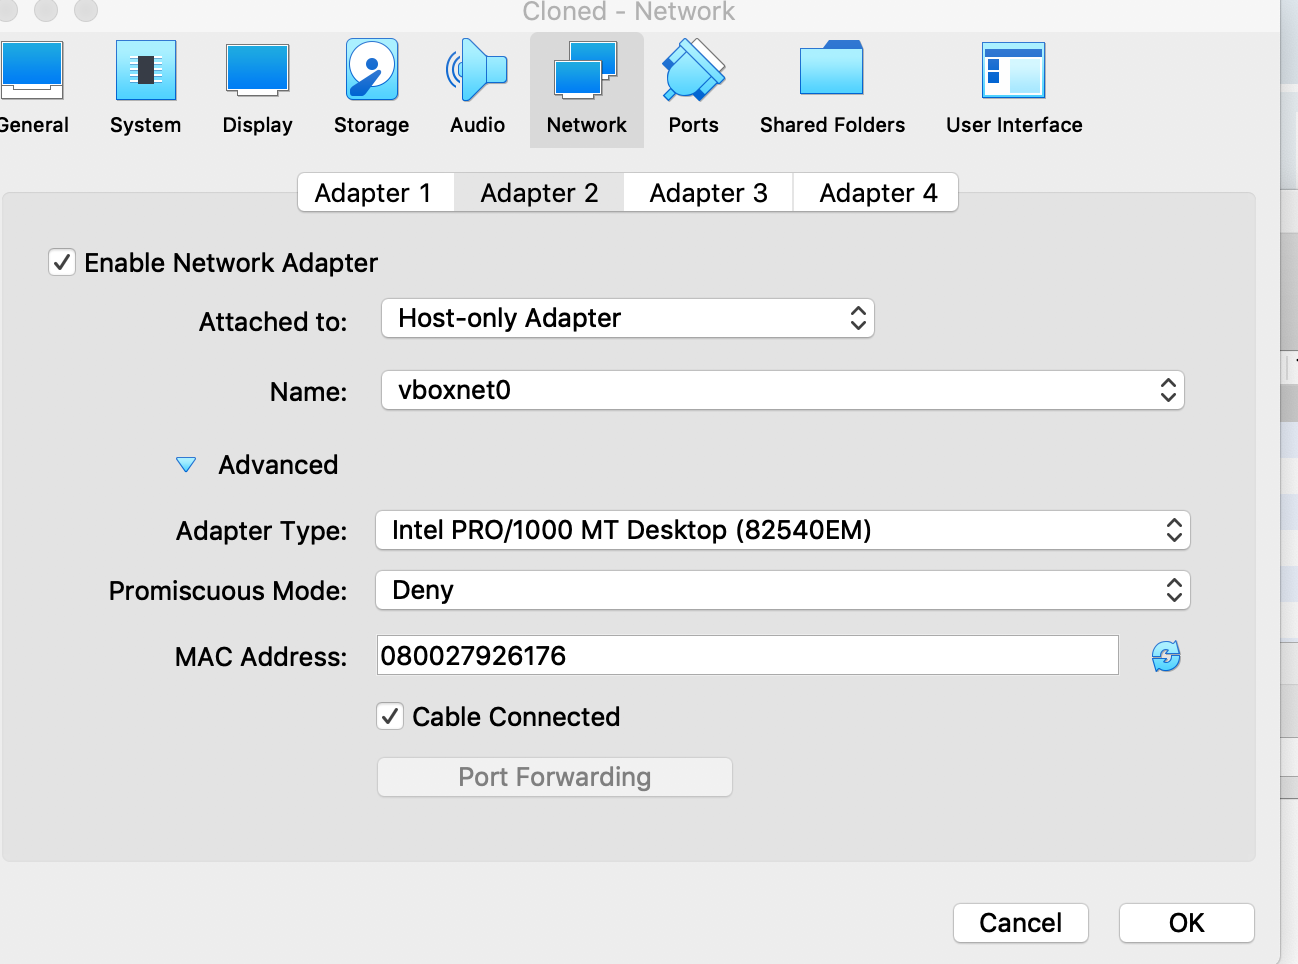 Cloned - Network
General System Display Storage Audio Network Ports Shared Folders User Interface
Adapter 1 Adapter 2 Adapter 3 Adapter 4
Enable Network Adapter
Attached to: Host-only Adapter
Name: vboxnet0
Advanced
Adapter Type: Intel PRO/1000 MT Desktop (82540EM)
Promiscuous Mode: Deny
MAC Address: 080027926176
Cable Connected
Port Forwarding
Cancel OK